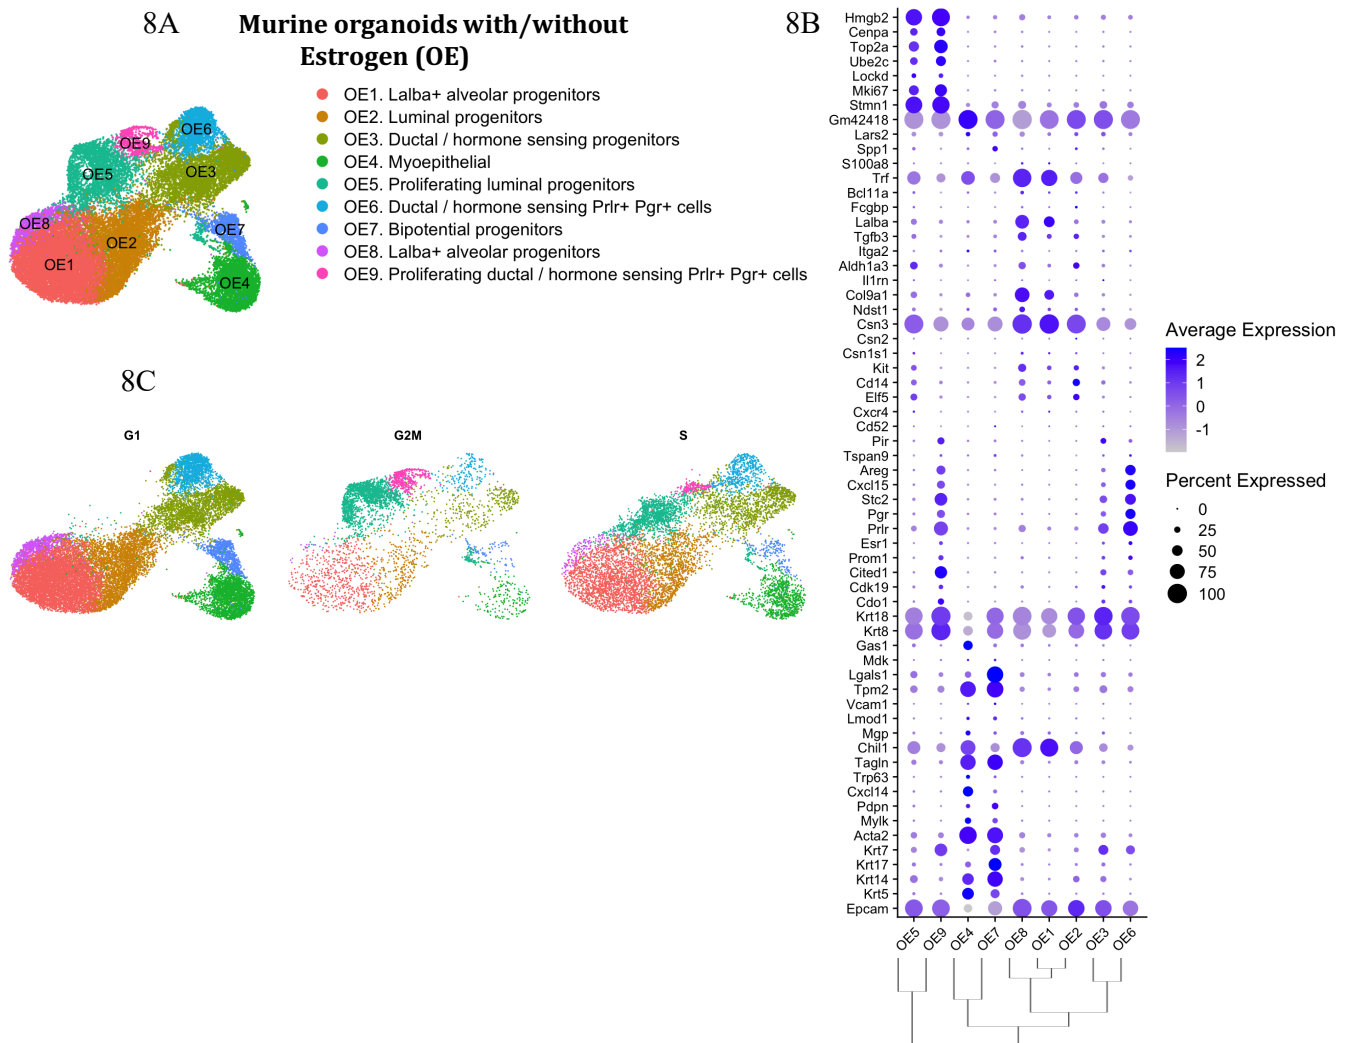 8A
Murine organoids with/without
Estrogen (OE)
OE1. Lalba+ alveolar progenitors
OE2. Luminal progenitors
OE3. Ductal / hormone sensing progenitors
OE4. Myoepithelial
OE5. Proliferating luminal progenitors
OE6. Ductal / hormone sensing Prlr+ Pgr+ cells
OE7. Bipotential progenitors
OE8. Lalba+ alveolar progenitors
OE9. Proliferating ductal / hormone sensing Prlr+ Pgr+ cells
OE6
OE9
OE3
OE5
OE8
OE7
OE2
OE1
OE4
8C
G1
G2M
S
8B
Hmgb2
Cenpa
Top2a
Ube2c
Lockd
Mki67
Stmn1
Gm42418
Lars2
Spp1
S100a8
Trf
Bcl11a
Fcgbp
Lalba
Tgfb3
Itga2
Aldh1a3
Il1rn
Col9a1
Ndst1
Csn3
Csn2
Csn1s1
Kit
Cd14
Elf5
Cxcr4
Cd52
Pir
Tspan9
Areg
Cxcl15
Stc2
Pgr
Prlr
Esr1
Prom1
Cited1
Cdk19
Cdo1
Krt18
Krt8
Gas1
Mdk
Lgals1
Tpm2
Vcam1
Lmod1
Mgp
Chil1
Tagln
Trp63
Cxcl14
Pdpn
Mylk
Acta2
Krt7
Krt17
Krt14
Krt5
Epcam
OE5 OE9 OE4 OE7 OE8 OE1 OE2 OE3 OE6
Average Expression
2
1
0
-1
Percent Expressed
0
25
50
75
100